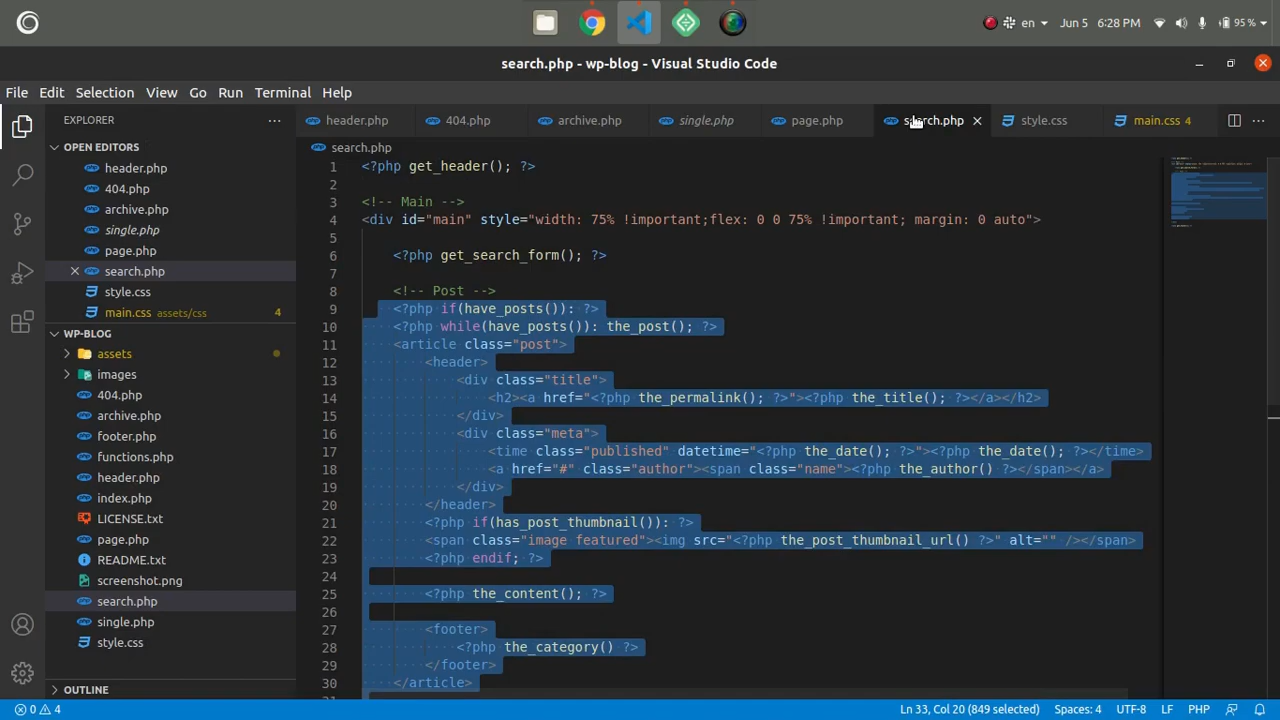 en
Jun 5
6:28 PM
95 %
search.php - wp-blog - Visual Studio Code
File Edit Selection View Go Run Terminal Help
EXPLORER
OPEN EDITORS
header.php
404.php
archive.php
single.php
page.php
search.php
style.css
main.css assets/css 4
WP-BLOG
assets
images
404.php
archive.php
footer.php
functions.php
header.php
index.php
LICENSE.txt
page.php
README.txt
screenshot.png
search.php
single.php
style.css
OUTLINE
header.php 404.php archive.php single.php page.php search.php style.css main.css 4
search.php
1 <?php get_header(); ?>
2
3 <!-- Main -->
4 <div id="main" style="width: 75% !important;flex: 0 0 75% !important; margin: 0 auto">
5
6 <?php get_search_form(); ?>
7
8 <!-- Post -->
9 <?php if(have_posts()): ?>
10 <?php while(have_posts()): the_post(); ?>
11 <article class="post">
12 <header>
13 <div class="title">
14 <h2><a href="<?php the_permalink(); ?>"><?php the_title(); ?></a></h2>
15 </div>
16 <div class="meta">
17 <time class="published" datetime="<?php the_date(); ?>"><?php the_date(); ?></time>
18 <a href="#" class="author"><span class="name"><?php the_author() ?></span></a>
19 </div>
20 </header>
21 <?php if(has_post_thumbnail()): ?>
22 <span class="image featured"><img src="<?php the_post_thumbnail_url() ?>" alt="" /></span>
23 <?php endif; ?>
24
25 <?php the_content(); ?>
26
27 <footer>
28 <?php the_category() ?>
29 </footer>
30 </article>
0 4
Ln 33, Col 20 (849 selected) Spaces: 4 UTF-8 LF PHP